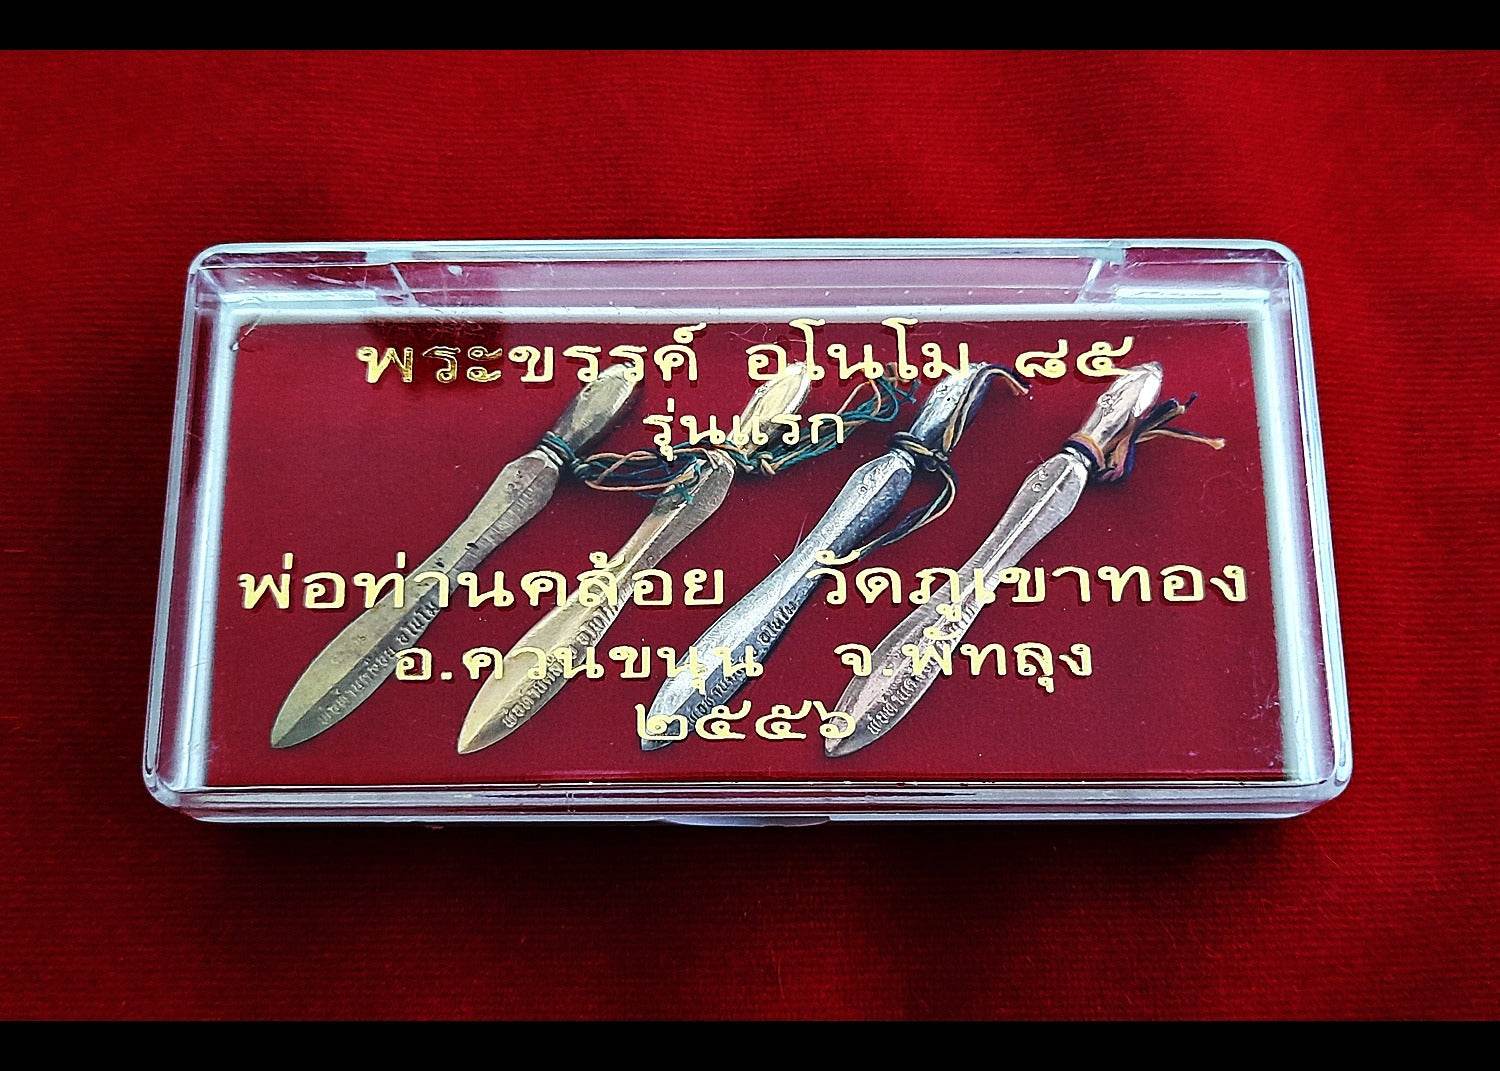 พระขรรค์ อโนโม ๘๕
รุ่นแรก
พ่อท่านคล้อย วัดภูเขาทอง
อ.ควนขนุน จ.พัทลุง
๒๕๕๖